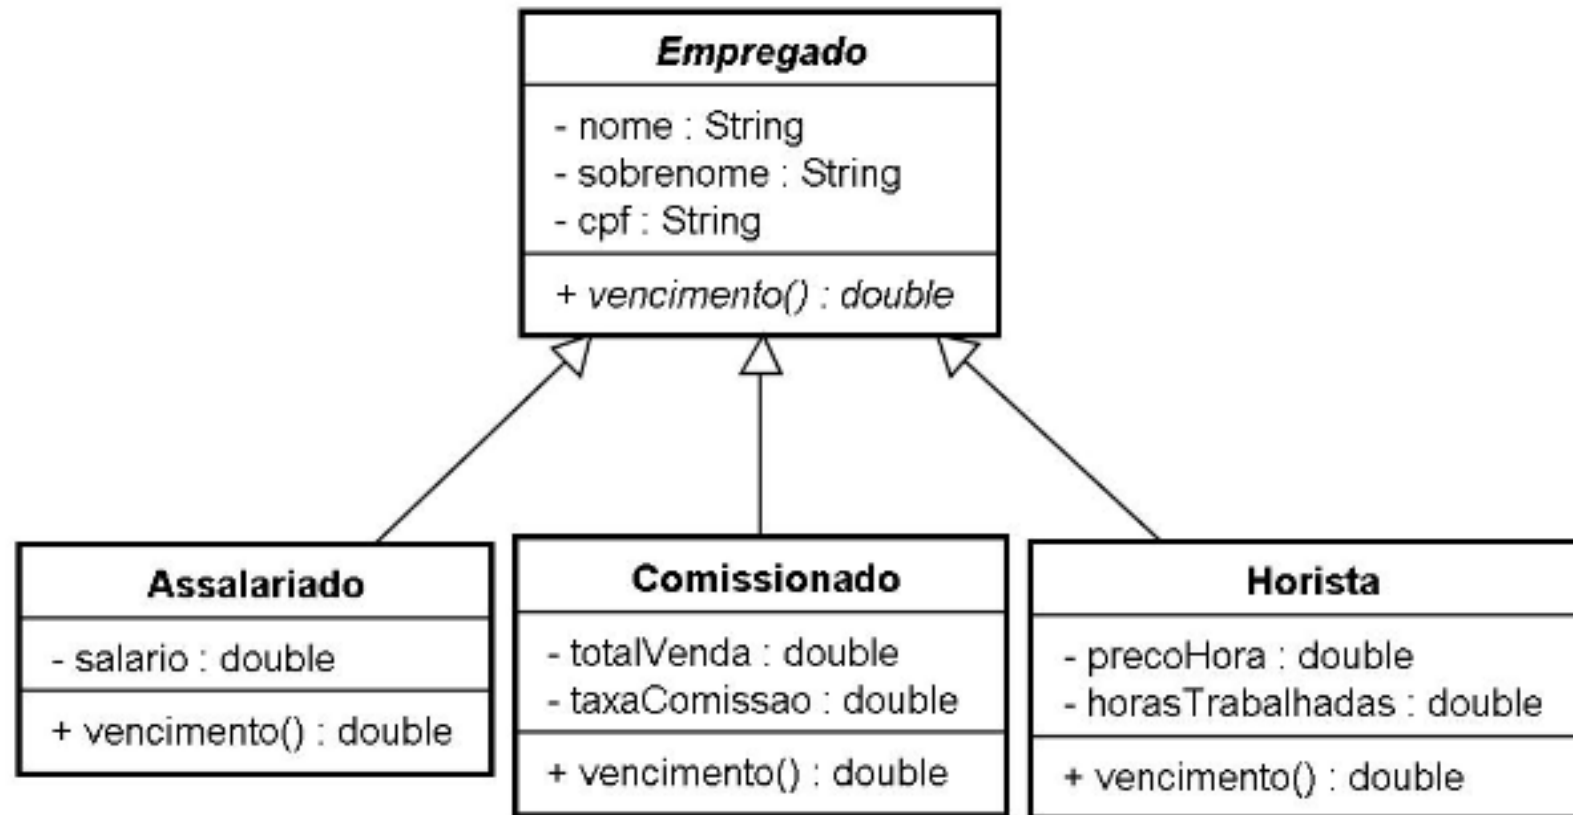 Empregado
- nome : String
- sobrenome : String
- cpf : String
+ vencimento() : double
Assalariado
- salario : double
+ vencimento() : double
Comissionado
- totalVenda : double
- taxaComissao : double
+ vencimento() : double
Horista
- precoHora : double
- horasTrabalhadas : double
+ vencimento() : double